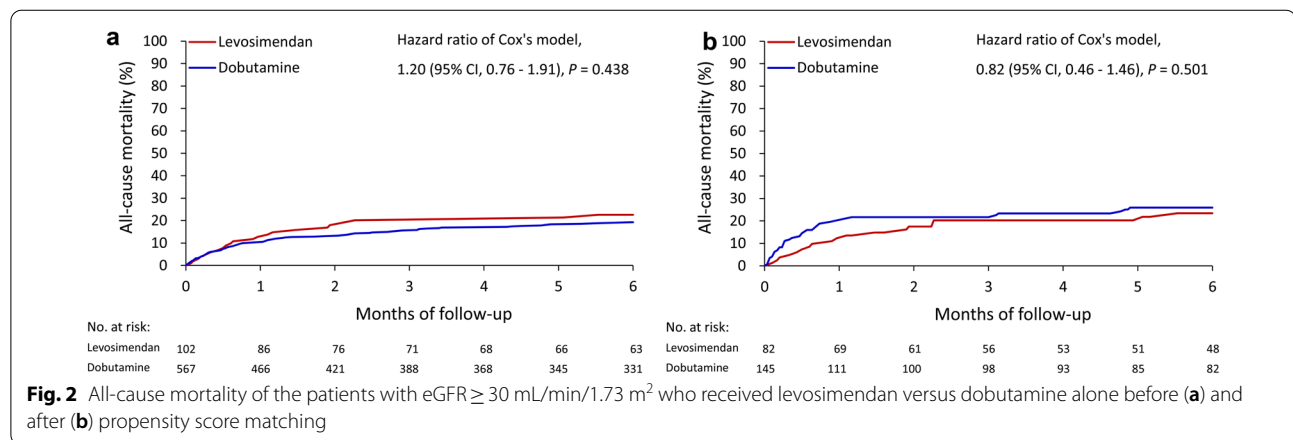 a
Levosimendan
Dobutamine
Hazard ratio of Cox's model,
1.20 (95% CI, 0.76 - 1.91), P = 0.438
All-cause mortality (%)
100
90
80
70
60
50
40
30
20
10
0
0 1 2 3 4 5 6
Months of follow-up
No. at risk:
Levosimendan 102 86 76 71 68 66 63
Dobutamine 567 466 421 388 368 345 331
b
Levosimendan
Dobutamine
Hazard ratio of Cox's model,
0.82 (95% CI, 0.46 - 1.46), P = 0.501
All-cause mortality (%)
100
90
80
70
60
50
40
30
20
10
0
0 1 2 3 4 5 6
Months of follow-up
No. at risk:
Levosimendan 82 69 61 56 53 51 48
Dobutamine 145 111 100 98 93 85 82
Fig. 2 All-cause mortality of the patients with eGFR ≥ 30 mL/min/1.73 m² who received levosimendan versus dobutamine alone before (a) and
after (b) propensity score matching